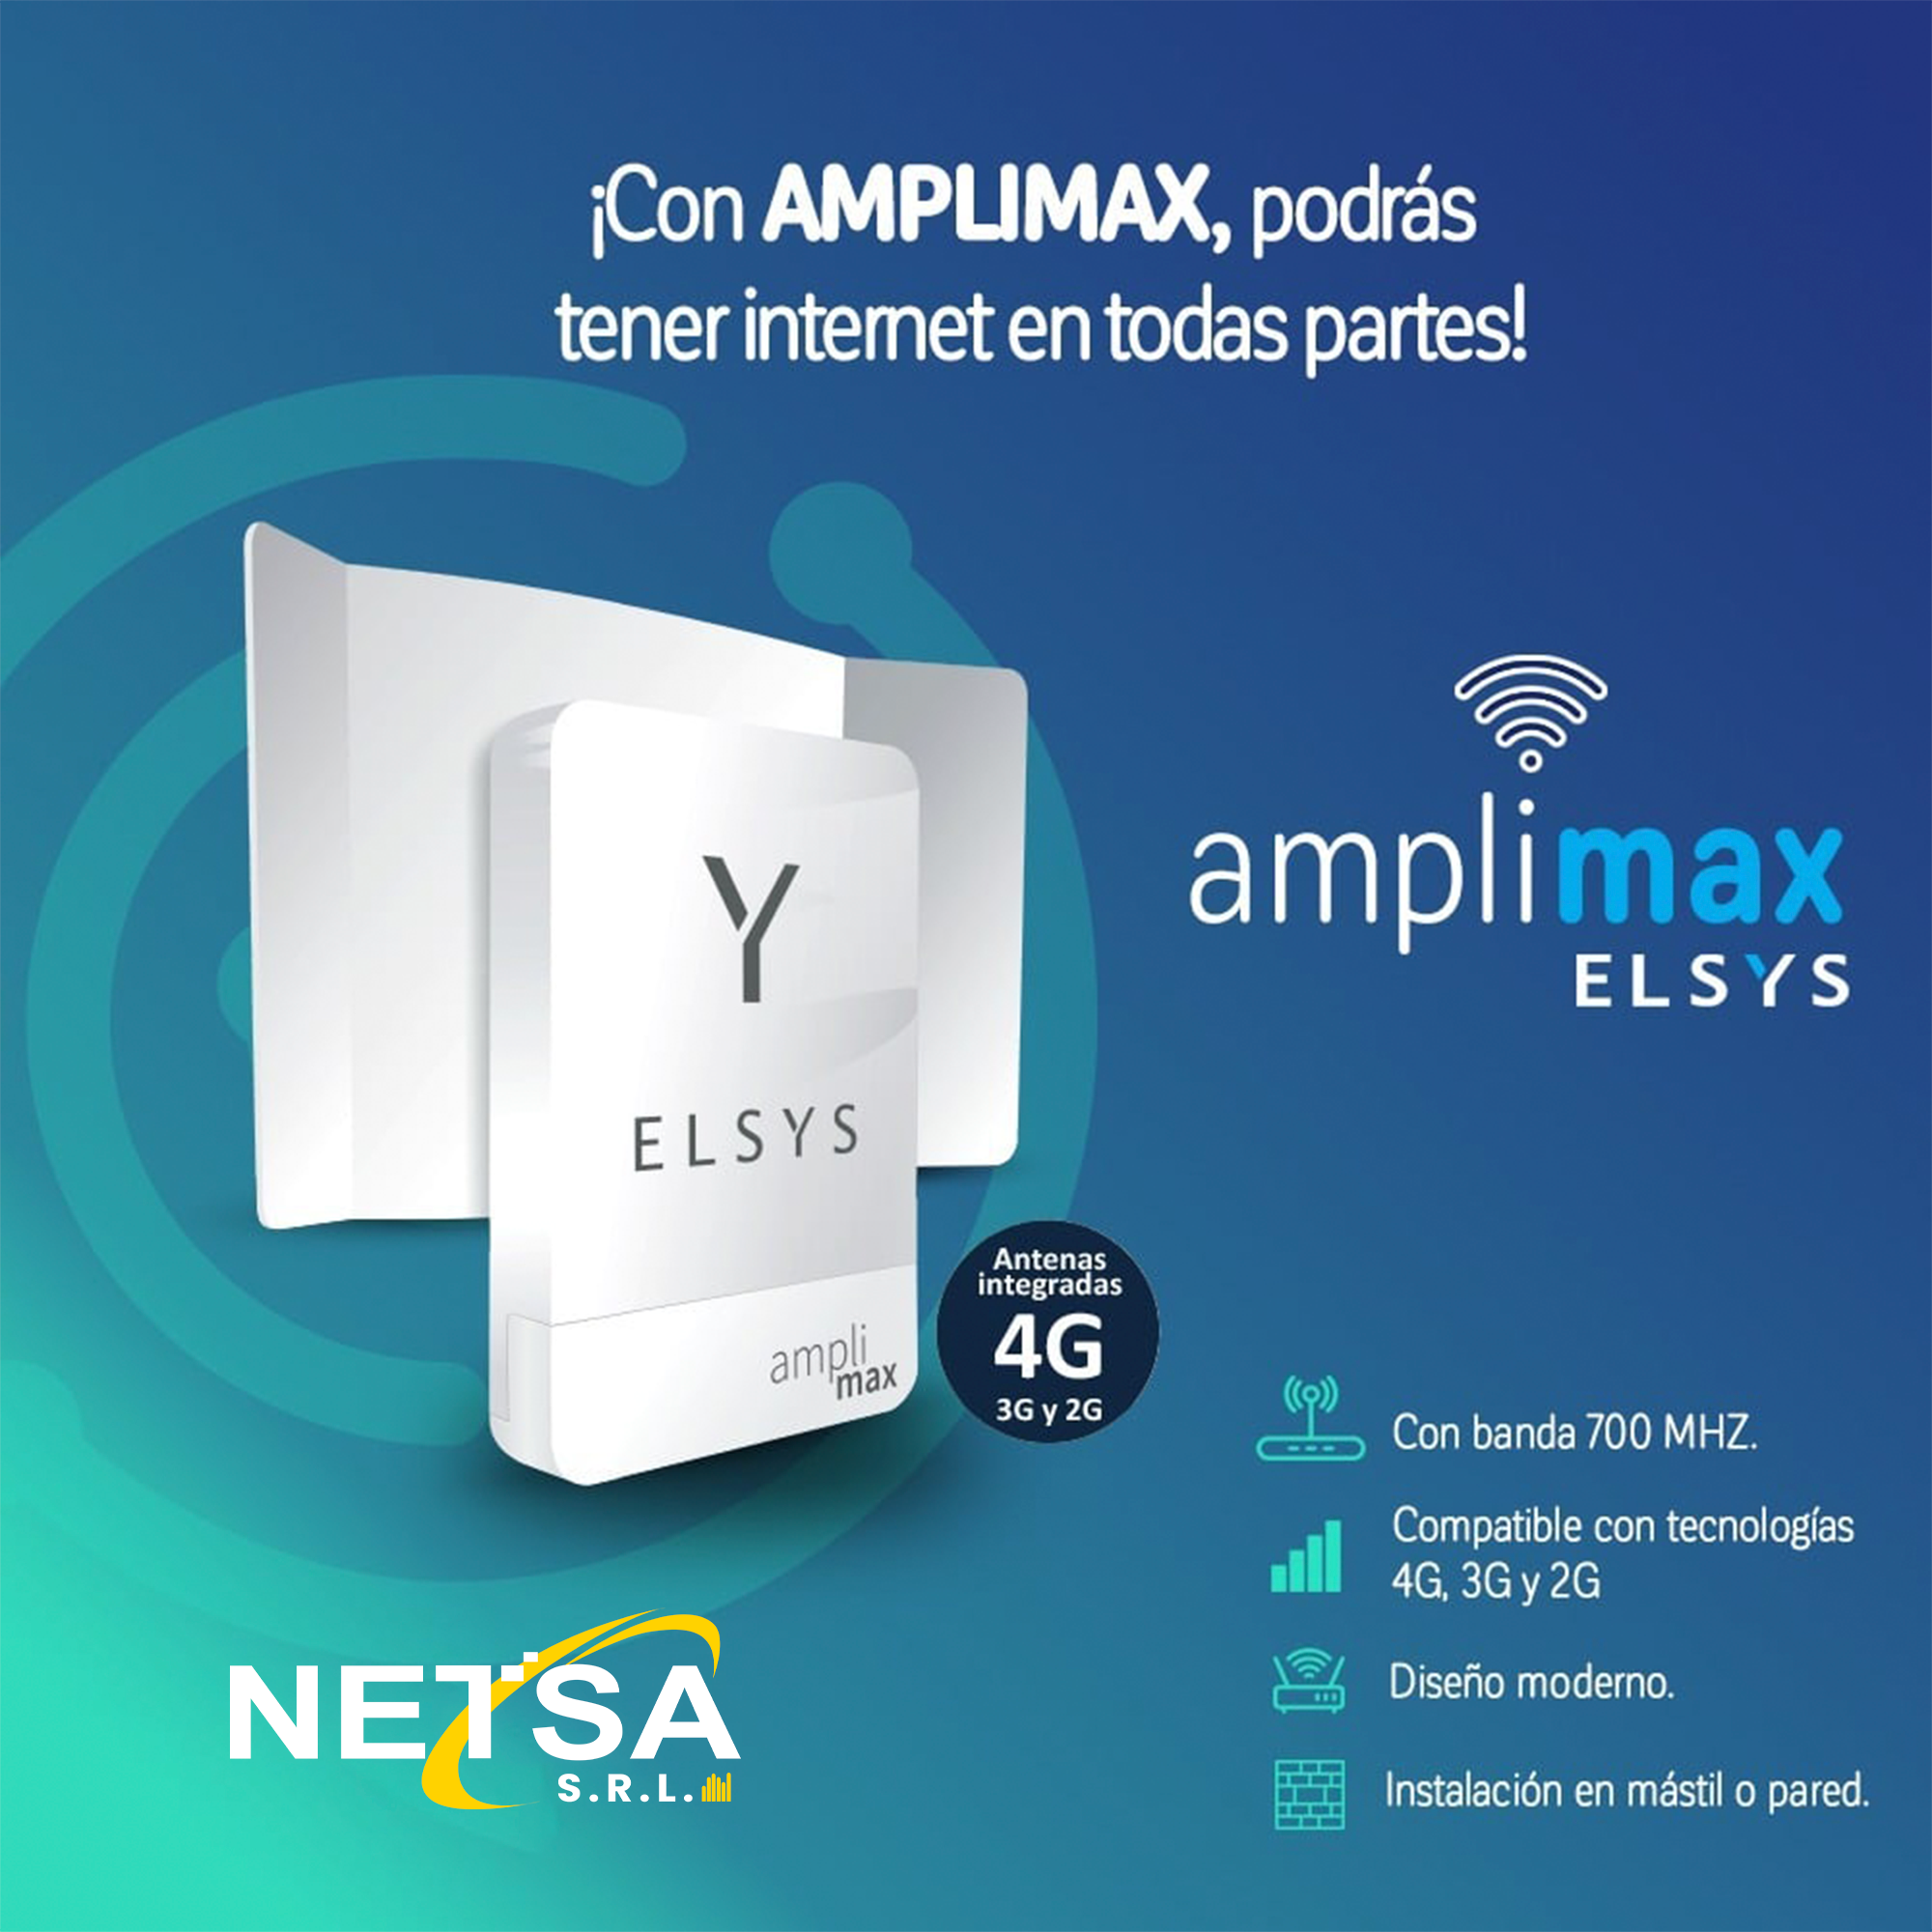 ¡Con AMPLIMAX, podrás
tener internet en todas partes!
amplimax
ELSYS
Y
ELSYS
ampli
max
Antenas
integradas
4G
3G y 2G
Con banda 700 MHZ.
Compatible con tecnologías
4G, 3G y 2G
Diseño moderno.
Instalación en mástil o pared.
NETSA
S.R.L.